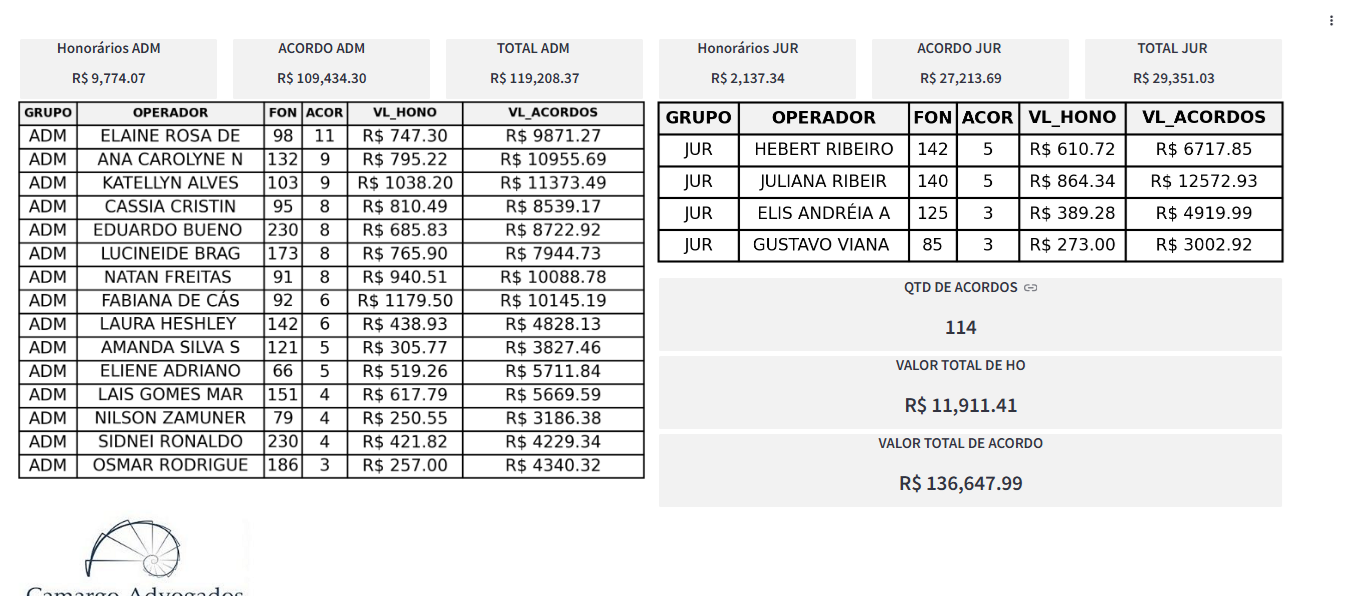 Honorários ADM
R$ 9,774.07
ACORDO ADM
R$ 109,434.30
TOTAL ADM
R$ 119,208.37
Honorários JUR
R$ 2,137.34
ACORDO JUR
R$ 27,213.69
TOTAL JUR
R$ 29,351.03
GRUPO OPERADOR FON ACOR VL_HONO VL_ACORDOS
ADM ELAINE ROSA DE 98 11 R$ 747.30 R$ 9871.27
ADM ANA CAROLYNE N 132 9 R$ 795.22 R$ 10955.69
ADM KATELLYN ALVES 103 9 R$ 1038.20 R$ 11373.49
ADM CASSIA CRISTIN 95 8 R$ 810.49 R$ 8539.17
ADM EDUARDO BUENO 230 8 R$ 685.83 R$ 8722.92
ADM LUCINEIDE BRAG 173 8 R$ 765.90 R$ 7944.73
ADM NATAN FREITAS 91 8 R$ 940.51 R$ 10088.78
ADM FABIANA DE CÁS 92 6 R$ 1179.50 R$ 10145.19
ADM LAURA HESHLEY 142 6 R$ 438.93 R$ 4828.13
ADM AMANDA SILVA S 121 5 R$ 305.77 R$ 3827.46
ADM ELIENE ADRIANO 66 5 R$ 519.26 R$ 5711.84
ADM LAIS GOMES MAR 151 4 R$ 617.79 R$ 5669.59
ADM NILSON ZAMUNER 79 4 R$ 250.55 R$ 3186.38
ADM SIDNEI RONALDO 230 4 R$ 421.82 R$ 4229.34
ADM OSMAR RODRIGUE 186 3 R$ 257.00 R$ 4340.32
GRUPO OPERADOR FON ACOR VL_HONO VL_ACORDOS
JUR HEBERT RIBEIRO 142 5 R$ 610.72 R$ 6717.85
JUR JULIANA RIBEIR 140 5 R$ 864.34 R$ 12572.93
JUR ELIS ANDRÉIA A 125 3 R$ 389.28 R$ 4919.99
JUR GUSTAVO VIANA 85 3 R$ 273.00 R$ 3002.92
QTD DE ACORDOS
114
VALOR TOTAL DE HO
R$ 11,911.41
VALOR TOTAL DE ACORDO
R$ 136,647.99
Camargo Advogados